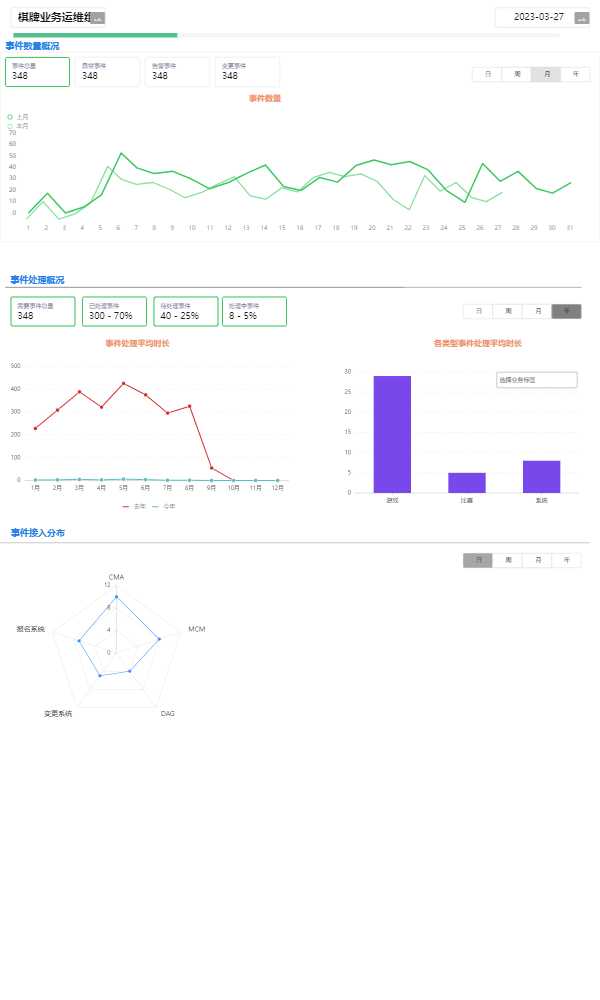 棋牌业务运维组
2023-03-27
事件数量概况
事件总量
348
异常事件
348
告警事件
348
变更事件
348
日 周 月 年
事件数量
上月
本月
70
60
50
40
30
20
10
0
1 2 3 4 5 6 7 8 9 10 11 12 13 14 15 16 17 18 19 20 21 22 23 24 25 26 27 28 29 30 31
事件处理概况
需要事件总量
348
已处理事件
300 - 70%
待处理事件
40 - 25%
处理中事件
8 - 5%
日 周 月 年
事件处理平均时长
500
400
300
200
100
0
1月 2月 3月 4月 5月 6月 7月 8月 9月 10月 11月 12月
去年 今年
各类型事件处理平均时长
选择业务标签
30
25
20
15
10
5
0
游戏 比赛 系统
事件接入分布
日 周 月 年
CMA
12
8
4
0
报名系统
MCM
变更系统
DAG